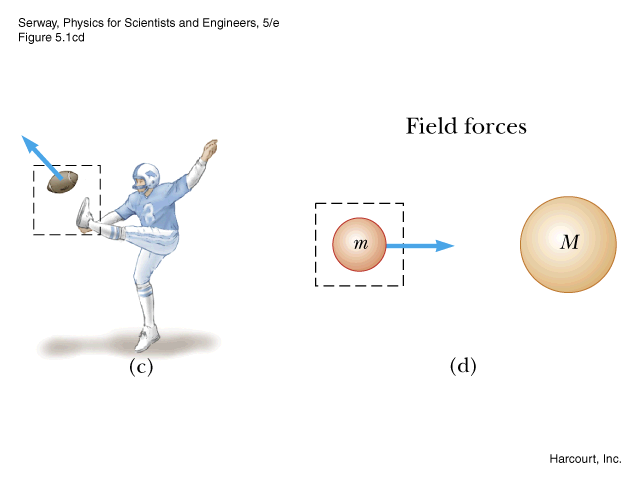 Serway, Physics for Scientists and Engineers, 5/e
Figure 5.1cd
Field forces
3
m
M
(c)
(d)
Harcourt, Inc.